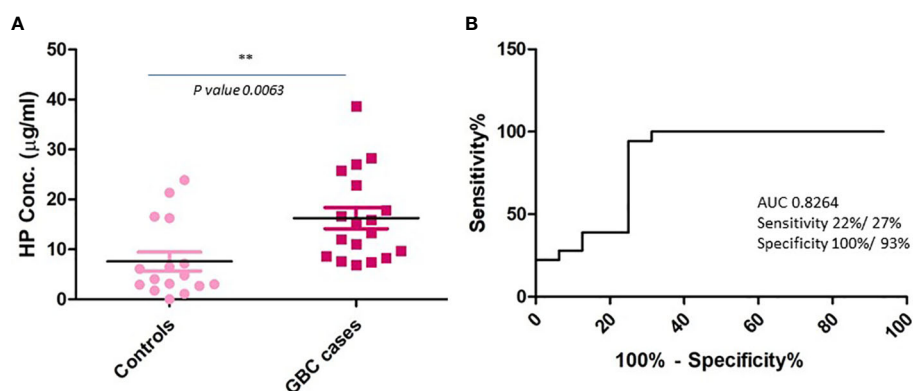 A
50
40
30
20
10
0
HP Conc. (µg/ml)
**
P value 0.0063
Controls
GBC cases
B
150
100
50
0
Sensitivity%
AUC 0.8264
Sensitivity 22%/ 27%
Specificity 100%/ 93%
0
20
40
60
80
100
100% - Specificity%